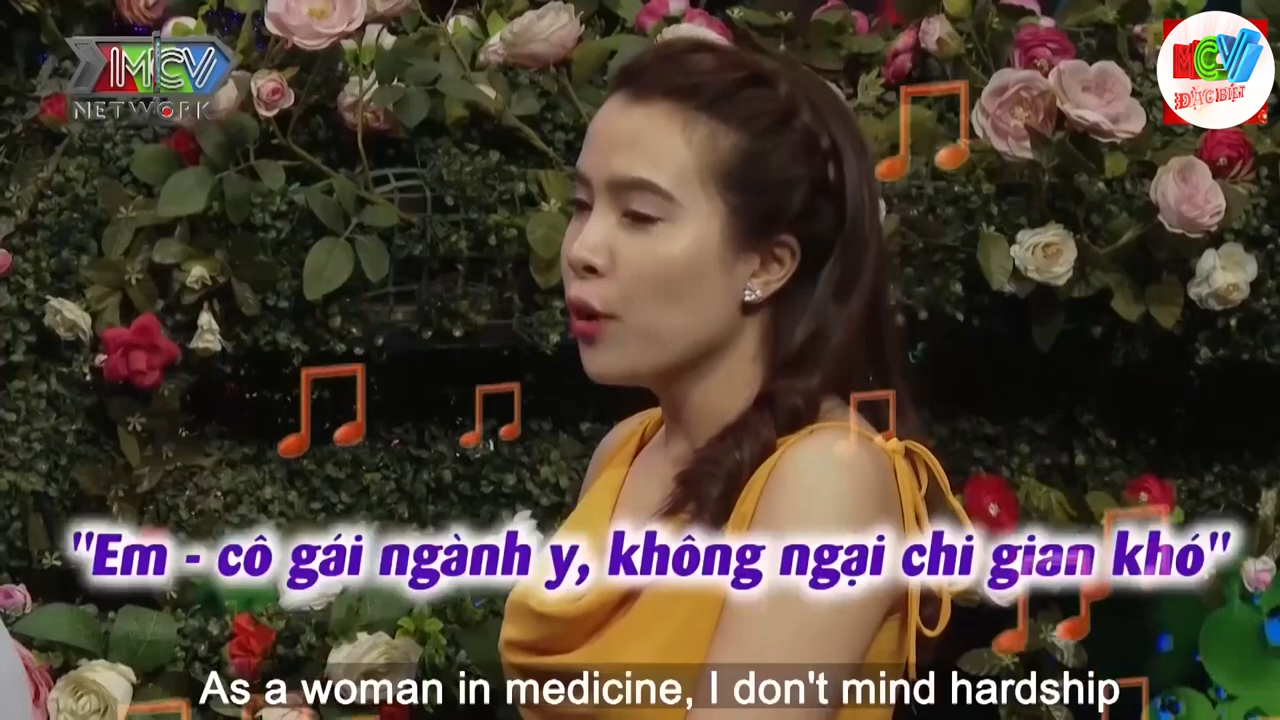 MCV
NETWORK
MCV
ĐẶC BIỆT
"Em - cô gái ngành y, không ngại chi gian khó"
As a woman in medicine, I don't mind hardship